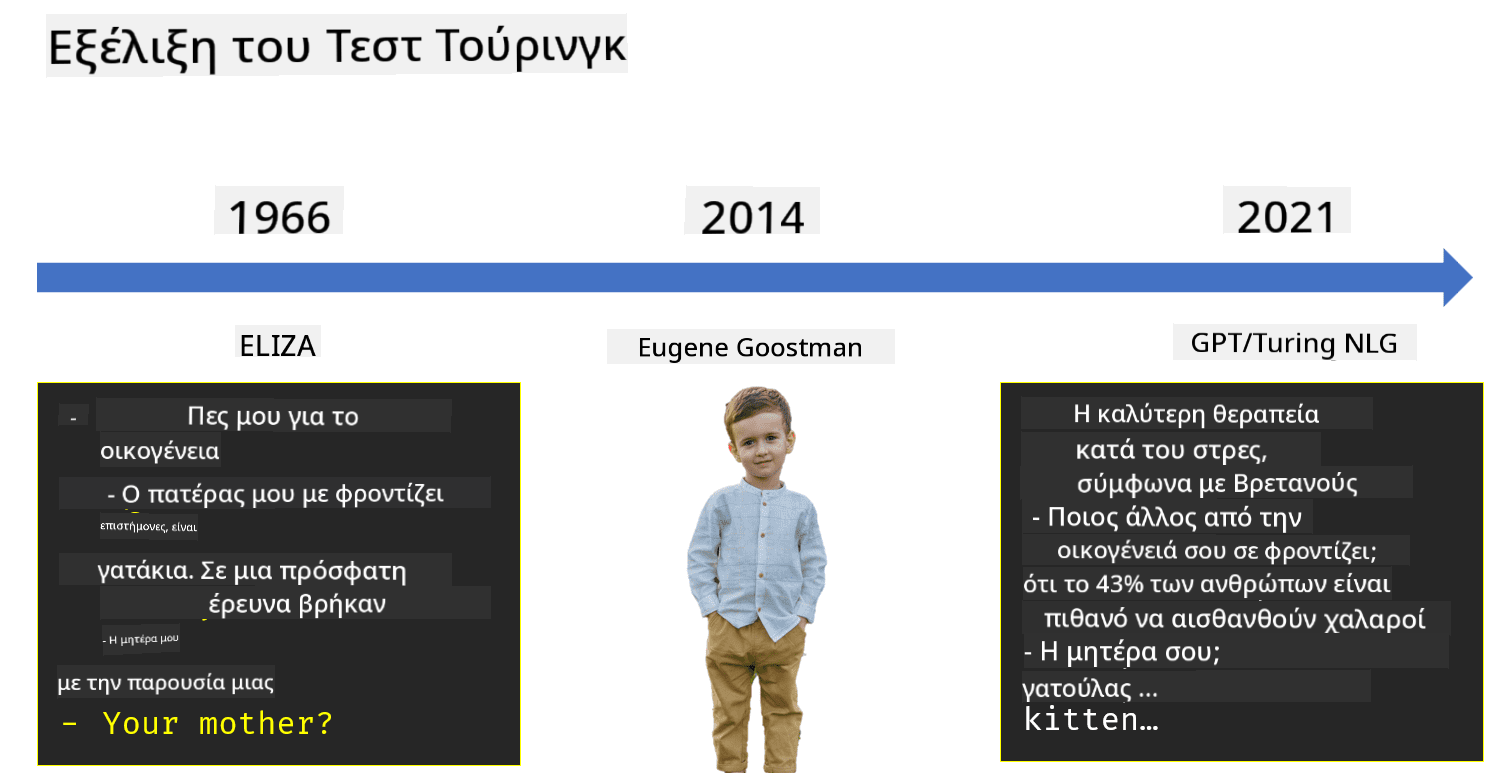 Εξέλιξη του Τεστ Τούρινγκ
1966
2014
2021
ELIZA
Eugene Goostman
GPT/Turing NLG
- Πες μου για το
οικογένεια
- Ο πατέρας μου με φροντίζει
επιστήμονες, είναι
γατάκια. Σε μια πρόσφατη
έρευνα βρήκαν
- Η μητέρα μου
με την παρουσία μιας
- Your mother?
Η καλύτερη θεραπεία
κατά του στρες,
σύμφωνα με Βρετανούς
- Ποιος άλλος από την
οικογένειά σου σε φροντίζει;
ότι το 43% των ανθρώπων είναι
πιθανό να αισθανθούν χαλαροί
- Η μητέρα σου;
γατούλας ...
kitten…